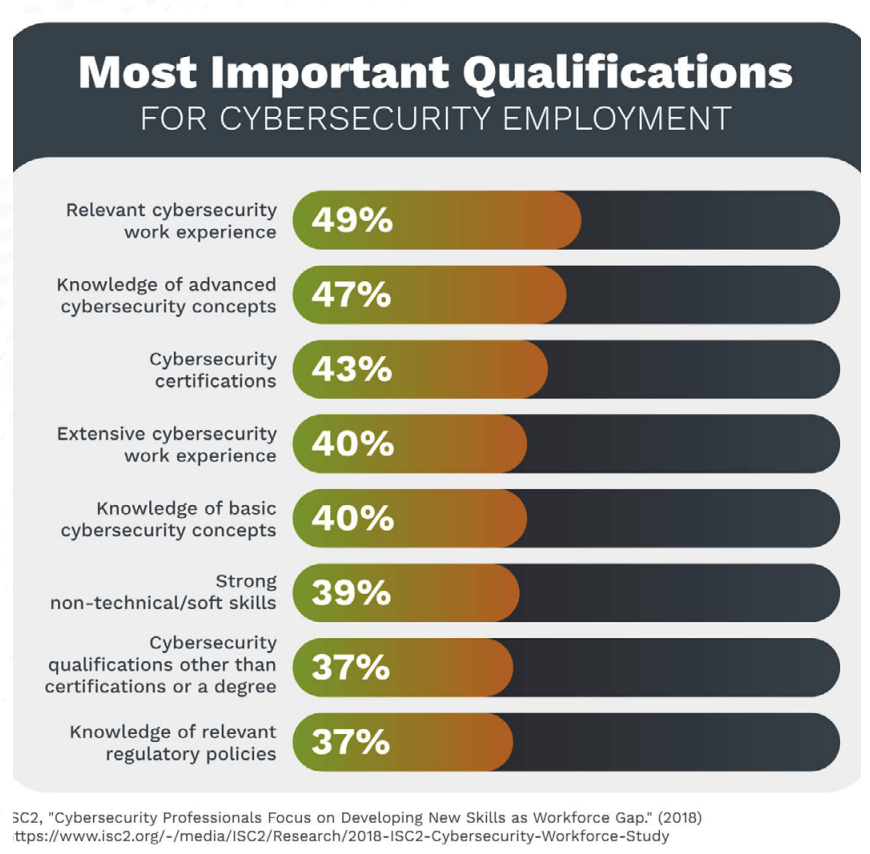 Most Important Qualifications
FOR CYBERSECURITY EMPLOYMENT
Relevant cybersecurity
work experience
49%
Knowledge of advanced
cybersecurity concepts
47%
Cybersecurity
certifications
43%
Extensive cybersecurity
work experience
40%
Knowledge of basic
cybersecurity concepts
40%
Strong
non-technical/soft skills
39%
Cybersecurity
qualifications other than
certifications or a degree
37%
Knowledge of relevant
regulatory policies
37%
SC2, "Cybersecurity Professionals Focus on Developing New Skills as Workforce Gap." (2018)
ttps://www.isc2.org/-/media/ISC2/Research/2018-ISC2-Cybersecurity-Workforce-Study